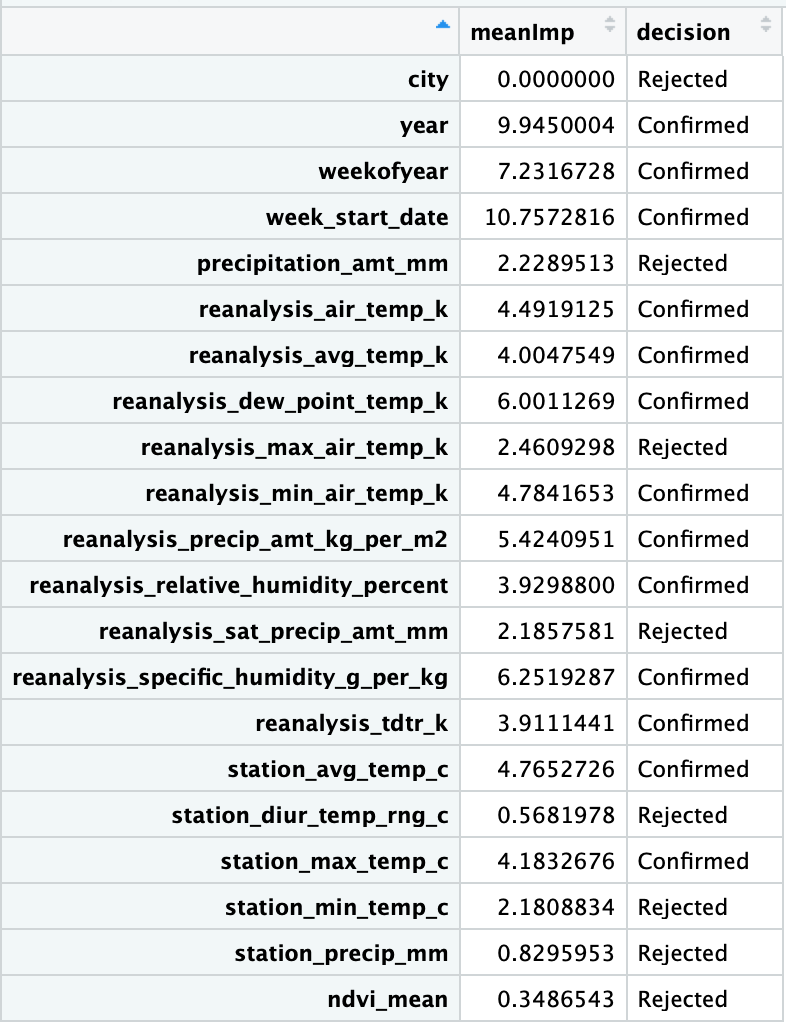 meanImp decision
city 0.0000000 Rejected
year 9.9450004 Confirmed
weekofyear 7.2316728 Confirmed
week_start_date 10.7572816 Confirmed
precipitation_amt_mm 2.2289513 Rejected
reanalysis_air_temp_k 4.4919125 Confirmed
reanalysis_avg_temp_k 4.0047549 Confirmed
reanalysis_dew_point_temp_k 6.0011269 Confirmed
reanalysis_max_air_temp_k 2.4609298 Rejected
reanalysis_min_air_temp_k 4.7841653 Confirmed
reanalysis_precip_amt_kg_per_m2 5.4240951 Confirmed
reanalysis_relative_humidity_percent 3.9298800 Confirmed
reanalysis_sat_precip_amt_mm 2.1857581 Rejected
reanalysis_specific_humidity_g_per_kg 6.2519287 Confirmed
reanalysis_tdtr_k 3.9111441 Confirmed
station_avg_temp_c 4.7652726 Confirmed
station_diur_temp_rng_c 0.5681978 Rejected
station_max_temp_c 4.1832676 Confirmed
station_min_temp_c 2.1808834 Rejected
station_precip_mm 0.8295953 Rejected
ndvi_mean 0.3486543 Rejected